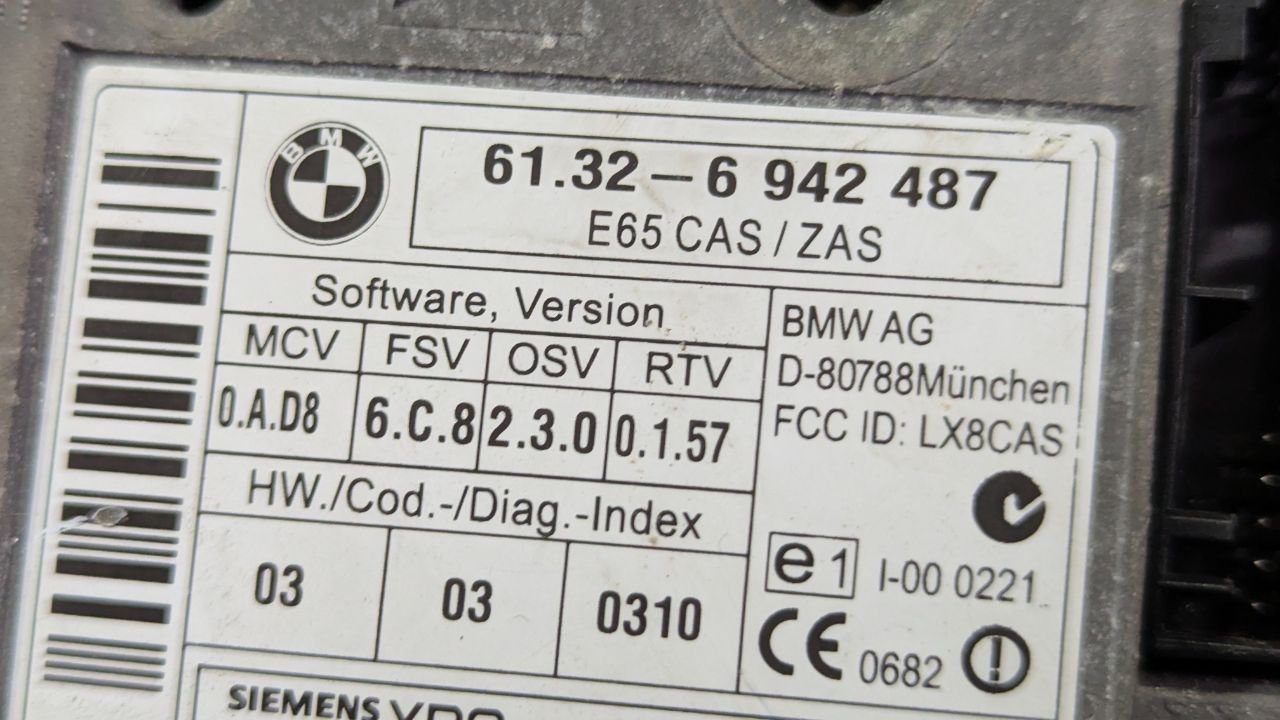 BMW
61.32-6 942 487
E65 CAS / ZAS
Software, Version
MCV FSV OSV RTV
0.A.D8 6.C.8 2.3.0 0.1.57
HW./Cod.-/Diag.-Index
03 03 0310
BMW AG
D-80788München
FCC ID: LX8CAS
e1 I-00 0221
CE 0682
SIEMENS VDO